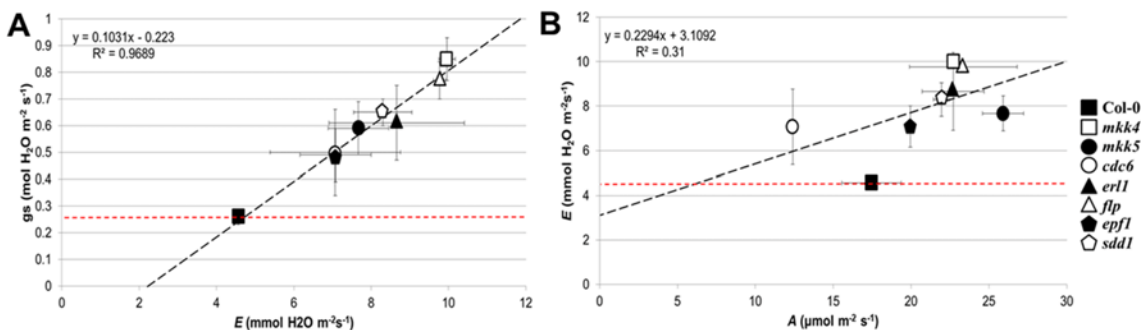 A
y = 0.1031x - 0.223
R² = 0.9689
gs (mol H2O m⁻² s⁻¹)
1
0.9
0.8
0.7
0.6
0.5
0.4
0.3
0.2
0.1
0
0 2 4 6 8 10 12
E (mmol H2O m⁻²s⁻¹)
B
y = 0.2294x + 3.1092
R² = 0.31
E (mmol H₂O m⁻²s⁻¹)
12
10
8
6
4
2
0
0 5 10 15 20 25 30
A (µmol m⁻² s⁻¹)
Col-0
mkk4
mkk5
cdc6
erl1
flp
epf1
sdd1